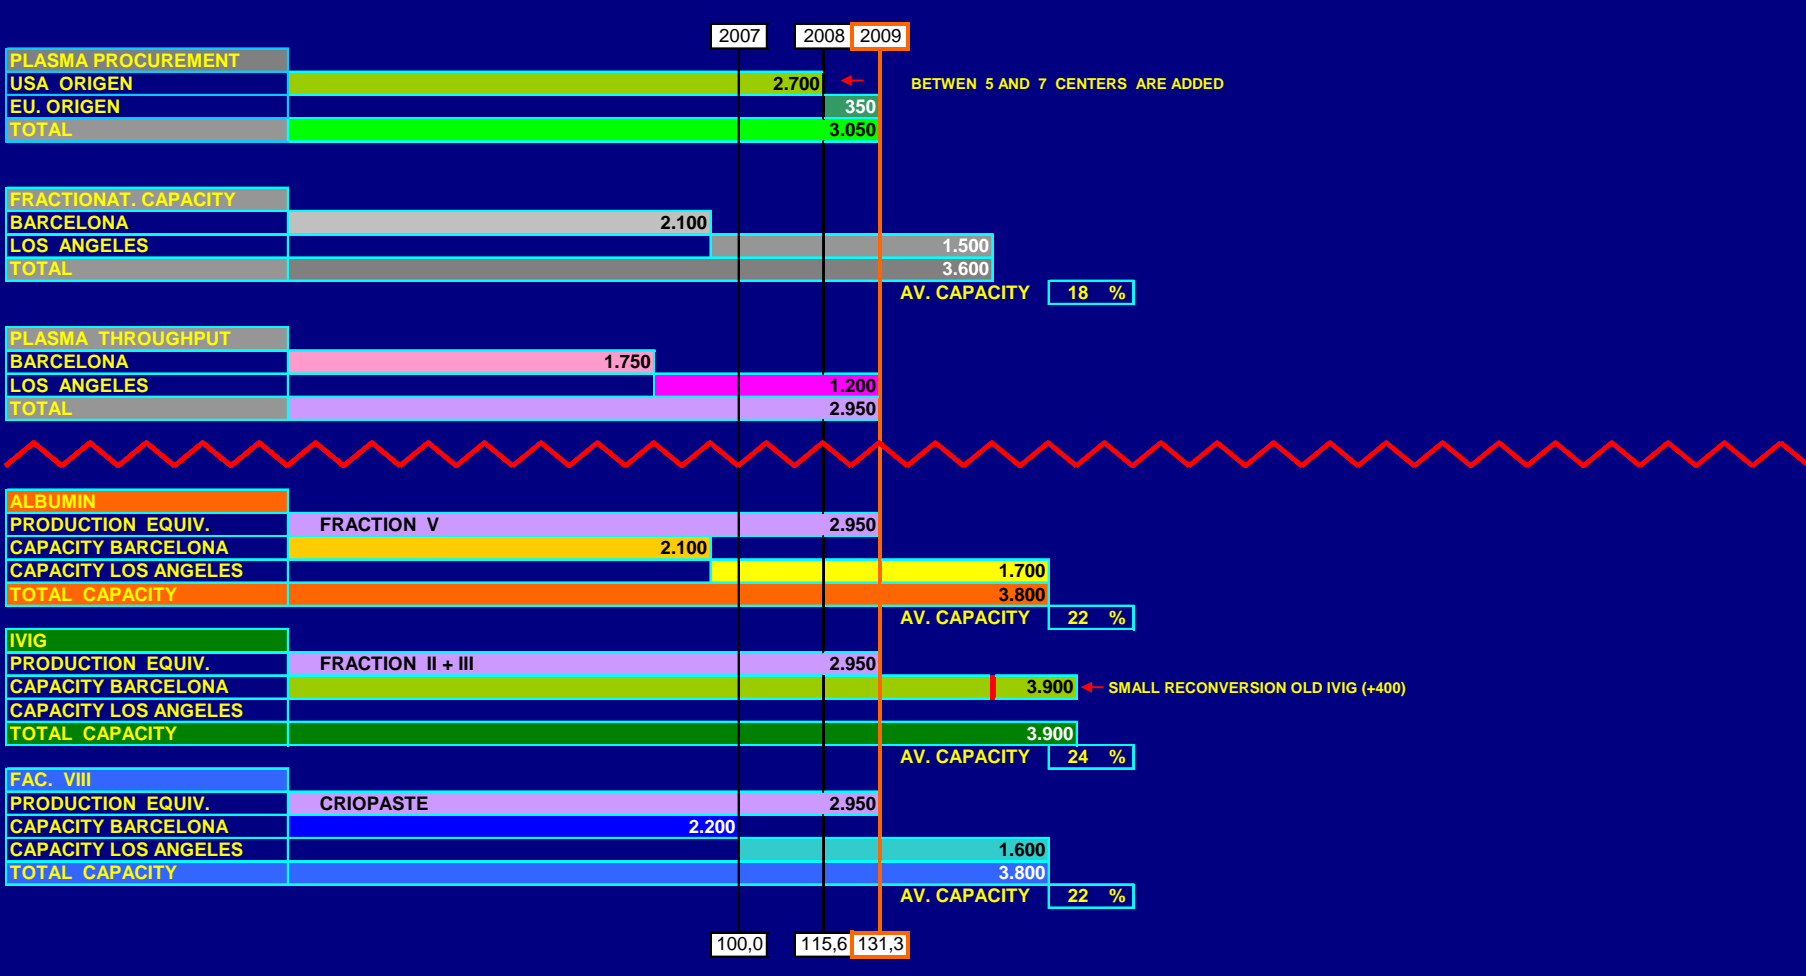 2007 2008 2009
PLASMA PROCUREMENT
USA ORIGEN 2.700 BETWEN 5 AND 7 CENTERS ARE ADDED
EU. ORIGEN 350
TOTAL 3.050
FRACTIONAT. CAPACITY
BARCELONA 2.100
LOS ANGELES 1.500
TOTAL 3.600
AV. CAPACITY 18 %
PLASMA THROUGHPUT
BARCELONA 1.750
LOS ANGELES 1.200
TOTAL 2.950
ALBUMIN
PRODUCTION EQUIV. FRACTION V 2.950
CAPACITY BARCELONA 2.100
CAPACITY LOS ANGELES 1.700
TOTAL CAPACITY 3.800
AV. CAPACITY 22 %
IVIG
PRODUCTION EQUIV. FRACTION II + III 2.950
CAPACITY BARCELONA 3.900 SMALL RECONVERSION OLD IVIG (+400)
CAPACITY LOS ANGELES
TOTAL CAPACITY 3.900
AV. CAPACITY 24 %
FAC. VIII
PRODUCTION EQUIV. CRIOPASTE 2.950
CAPACITY BARCELONA 2.200
CAPACITY LOS ANGELES 1.600
TOTAL CAPACITY 3.800
AV. CAPACITY 22 %
100,0 115,6 131,3